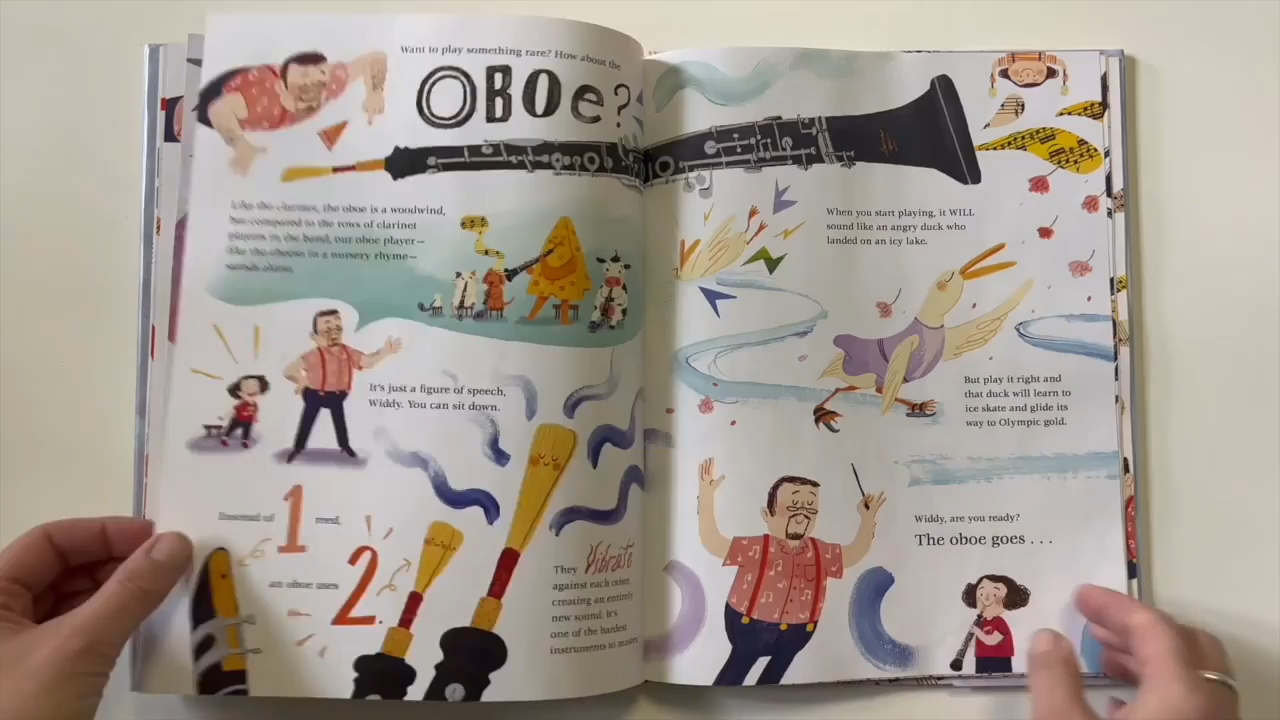 Want to play something rare? How about the
OBOe?
Like the clarinet, the oboe is a woodwind,
but compared to the rows of clarinet
players in the band, our oboe player—
like the cheese in a nursery rhyme—
stands alone.
It's just a figure of speech,
Widdy. You can sit down.
Instead of 1 reed,
an oboe uses 2.
They Vibrate
against each other,
creating an entirely
new sound. It's
one of the hardest
instruments to master.
When you start playing, it WILL
sound like an angry duck who
landed on an icy lake.
But play it right and
that duck will learn to
ice skate and glide its
way to Olympic gold.
Widdy, are you ready?
The oboe goes . . .